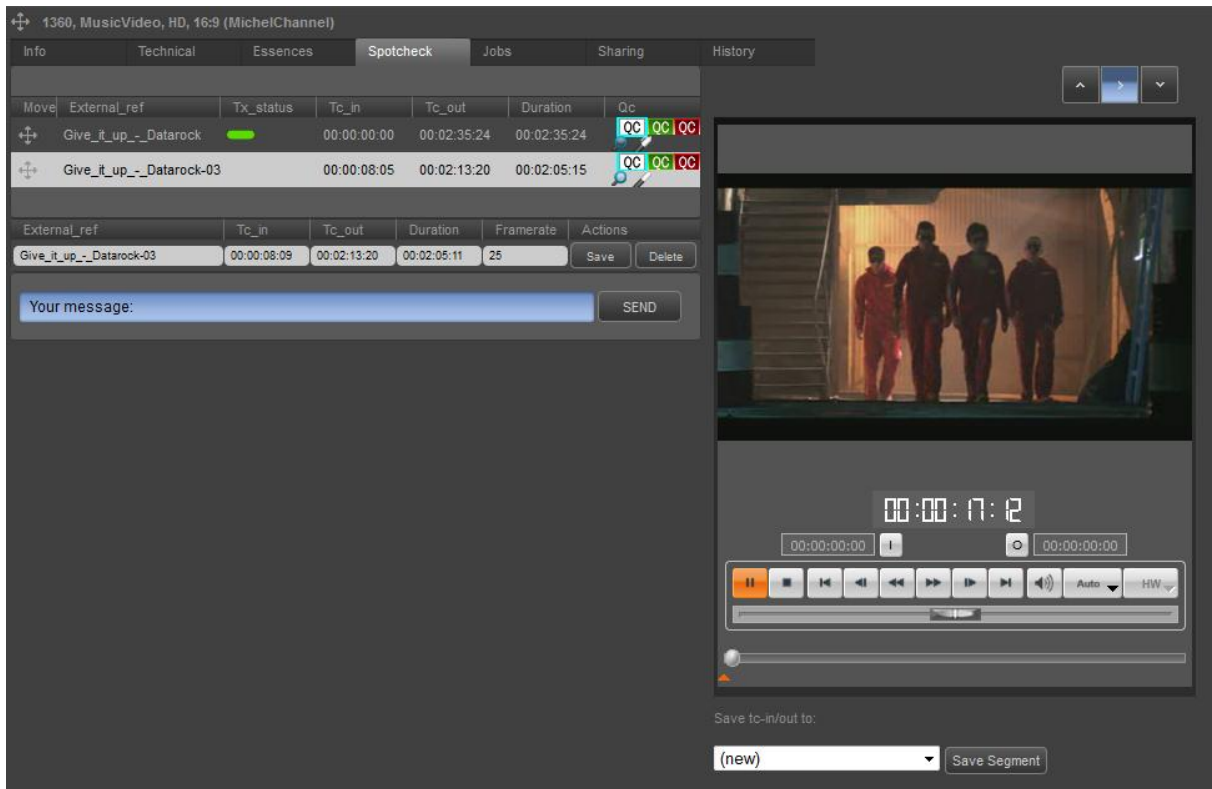 1360, MusicVideo, HD, 16:9 (MichelChannel)
Info Technical Essences Spotcheck Jobs Sharing History
Move External_ref Tx_status Tc_in Tc_out Duration Qc
Give_it_up_-_Datarock 00:00:00:00 00:02:35:24 00:02:35:24 QC QC QC
Give_it_up_-_Datarock-03 00:00:08:05 00:02:13:20 00:02:05:15 QC QC QC
External_ref Tc_in Tc_out Duration Framerate Actions
Give_it_up_-_Datarock-03 00:00:08:09 00:02:13:20 00:02:05:11 25 Save Delete
Your message: SEND
00:00:17:12
00:00:00:00 I O 00:00:00:00
Auto HW
Save tc-in/out to:
(new) Save Segment